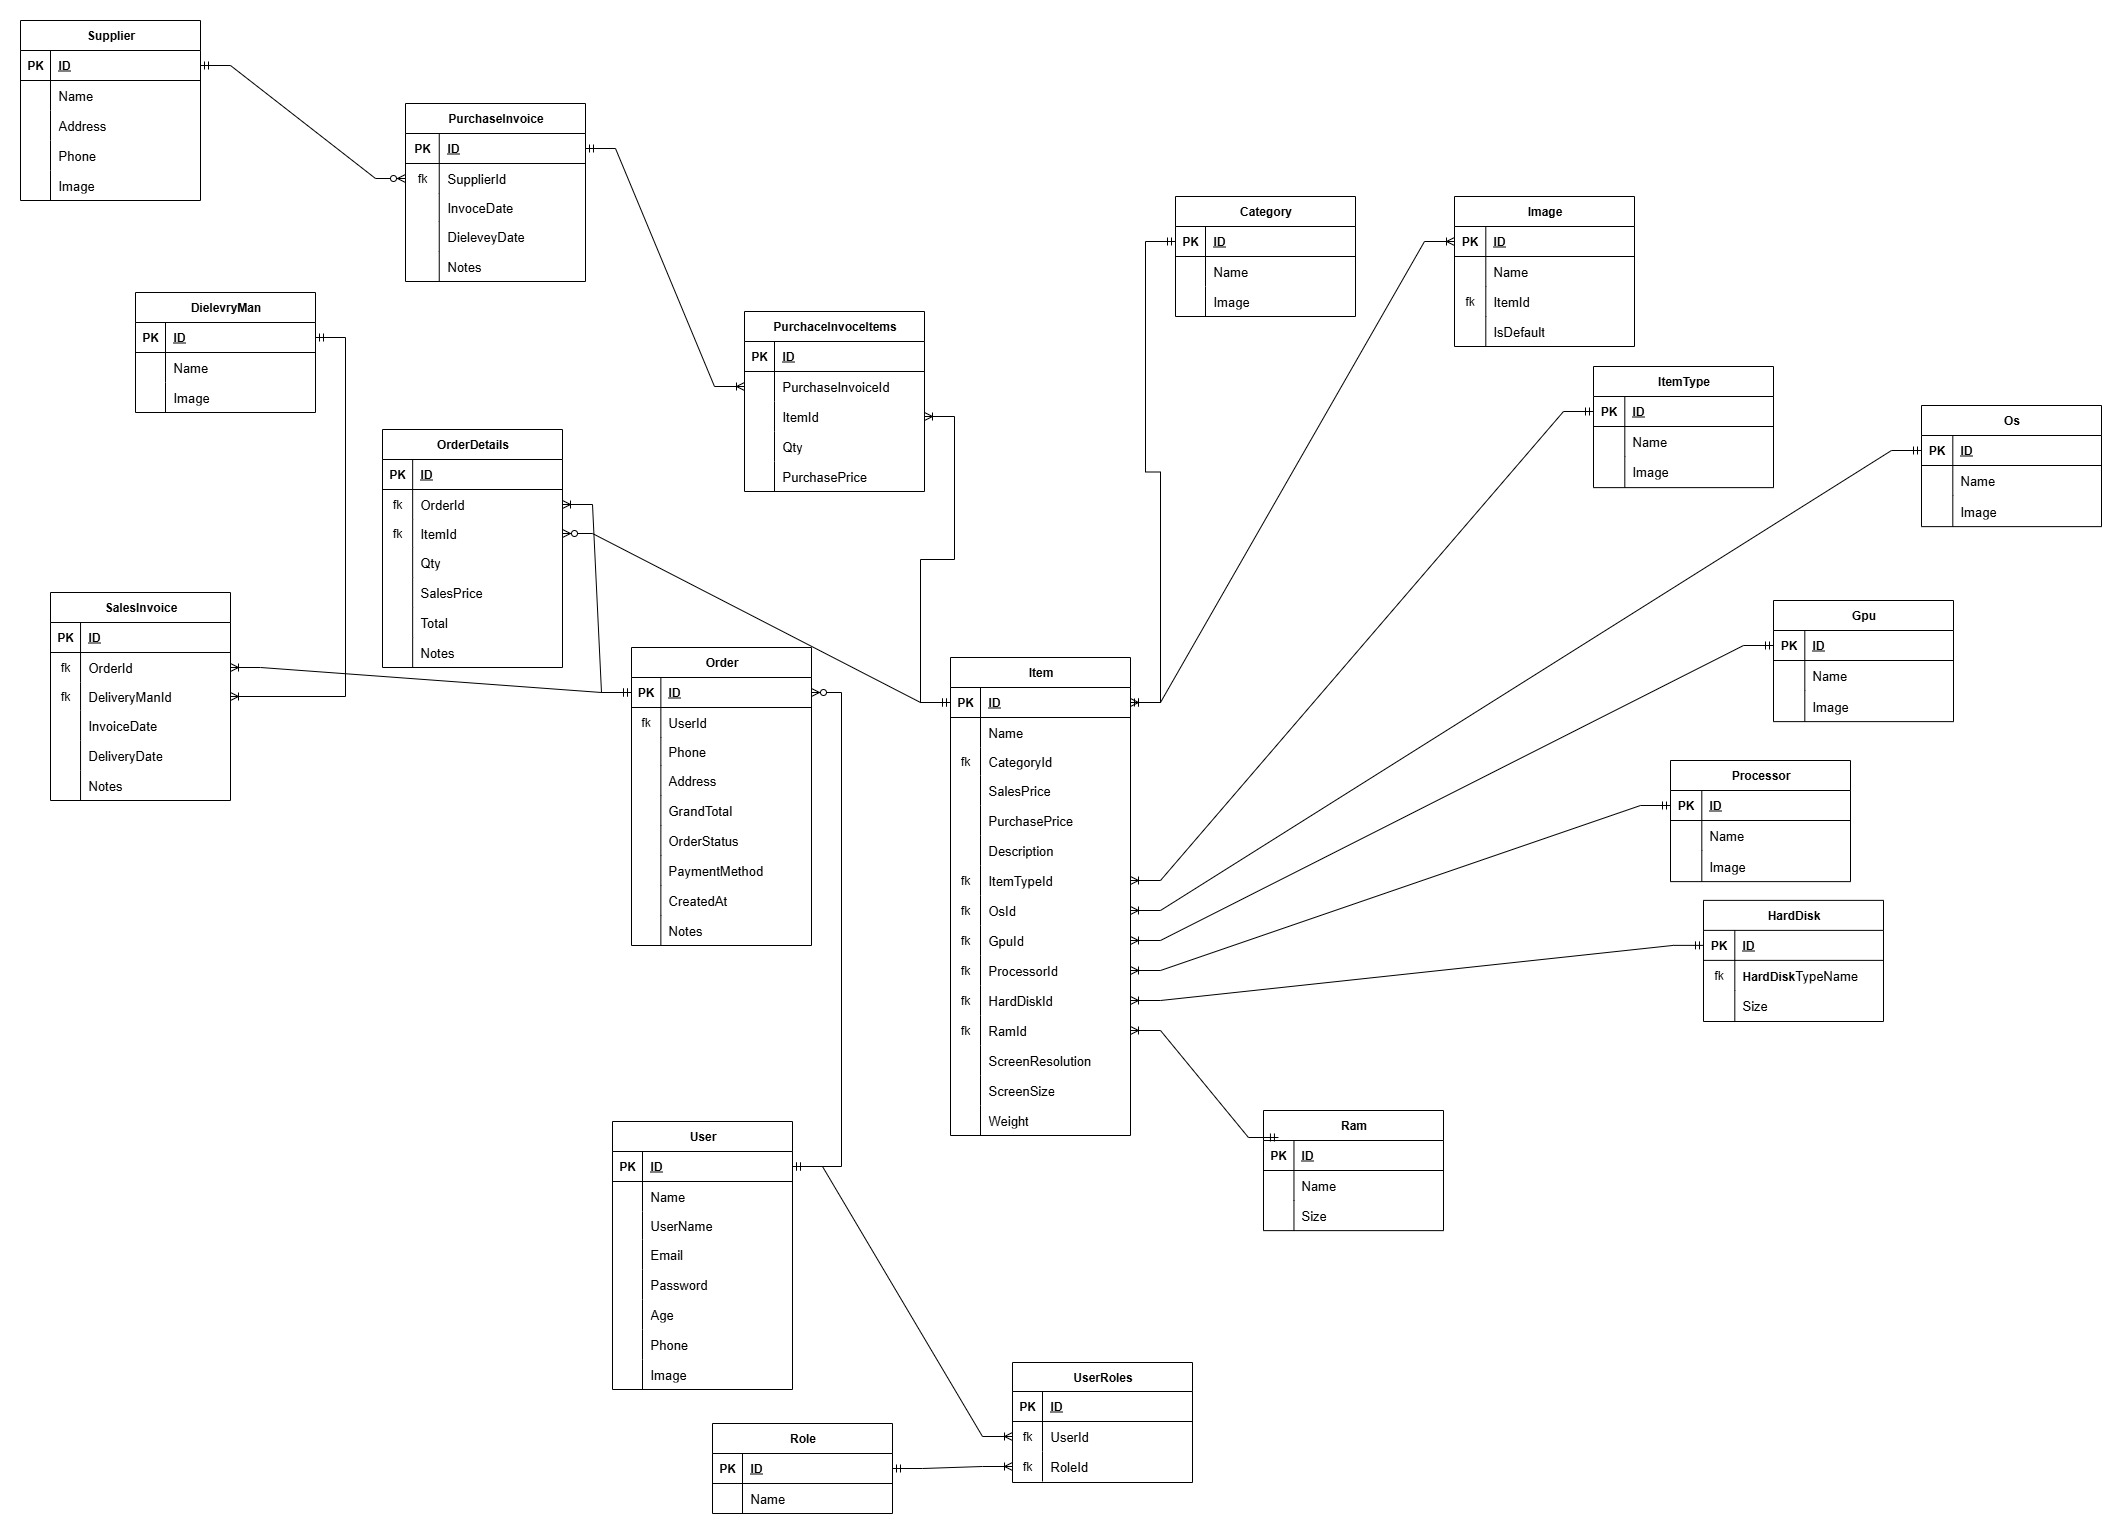 Supplier
PK ID
Name
Address
Phone
Image
PurchaseInvoice
PK ID
fk SupplierId
InvoceDate
DieleveyDate
Notes
Category
PK ID
Name
Image
Image
PK ID
Name
fk ItemId
IsDefault
DielevryMan
PK ID
Name
Image
PurchaceInvoceItems
PK ID
PurchaseInvoiceId
ItemId
Qty
PurchasePrice
ItemType
PK ID
Name
Image
Os
PK ID
Name
Image
OrderDetails
PK ID
fk OrderId
fk ItemId
Qty
SalesPrice
Total
Notes
SalesInvoice
PK ID
fk OrderId
fk DeliveryManId
InvoiceDate
DeliveryDate
Notes
Order
PK ID
fk UserId
Phone
Address
GrandTotal
OrderStatus
PaymentMethod
CreatedAt
Notes
Item
PK ID
Name
fk CategoryId
SalesPrice
PurchasePrice
Description
fk ItemTypeId
fk OsId
fk GpuId
fk ProcessorId
fk HardDiskId
fk RamId
ScreenResolution
ScreenSize
Weight
Gpu
PK ID
Name
Image
Processor
PK ID
Name
Image
HardDisk
PK ID
fk HardDiskTypeName
Size
Ram
PK ID
Name
Size
User
PK ID
Name
UserName
Email
Password
Age
Phone
Image
UserRoles
PK ID
fk UserId
fk RoleId
Role
PK ID
Name